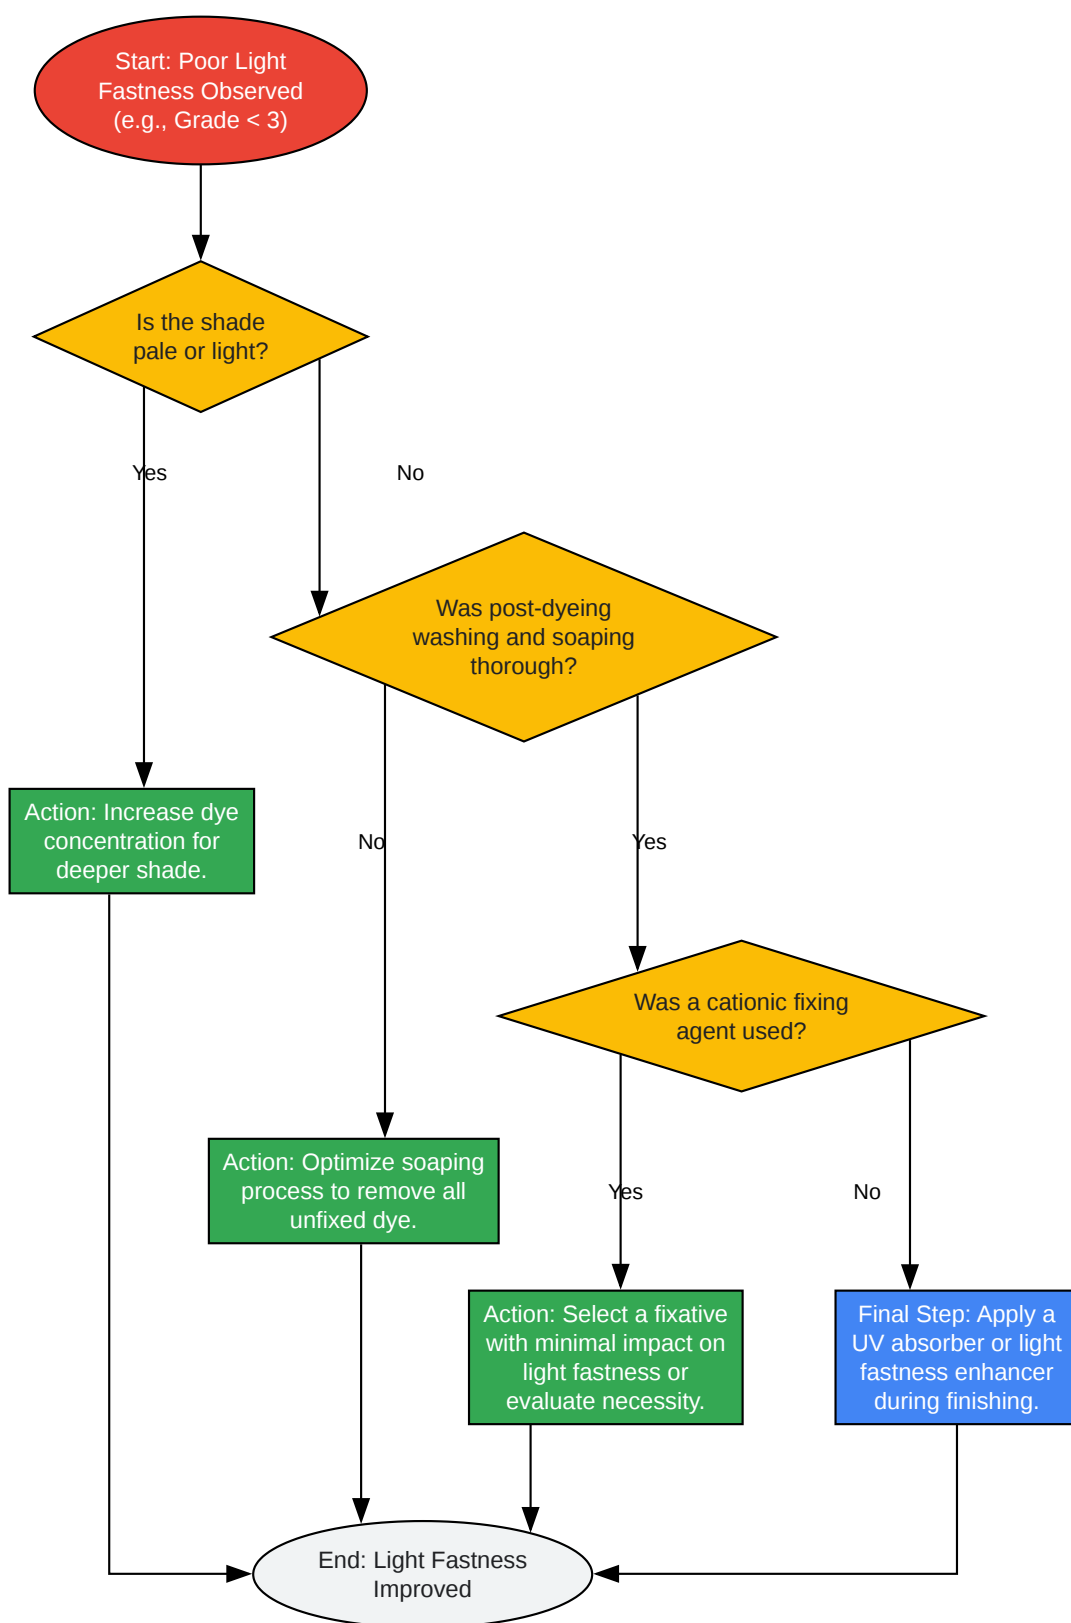 Start: Poor Light
Fastness Observed
(e.g., Grade < 3)
Is the shade
pale or light?
Yes
No
Was post-dyeing
washing and soaping
thorough?
Action: Increase dye
concentration for
deeper shade.
No
Yes
Was a cationic fixing
agent used?
Action: Optimize soaping
process to remove all
unfixed dye.
Yes
No
Action: Select a fixative
with minimal impact on
light fastness or
evaluate necessity.
Final Step: Apply a
UV absorber or light
fastness enhancer
during finishing.
End: Light Fastness
Improved